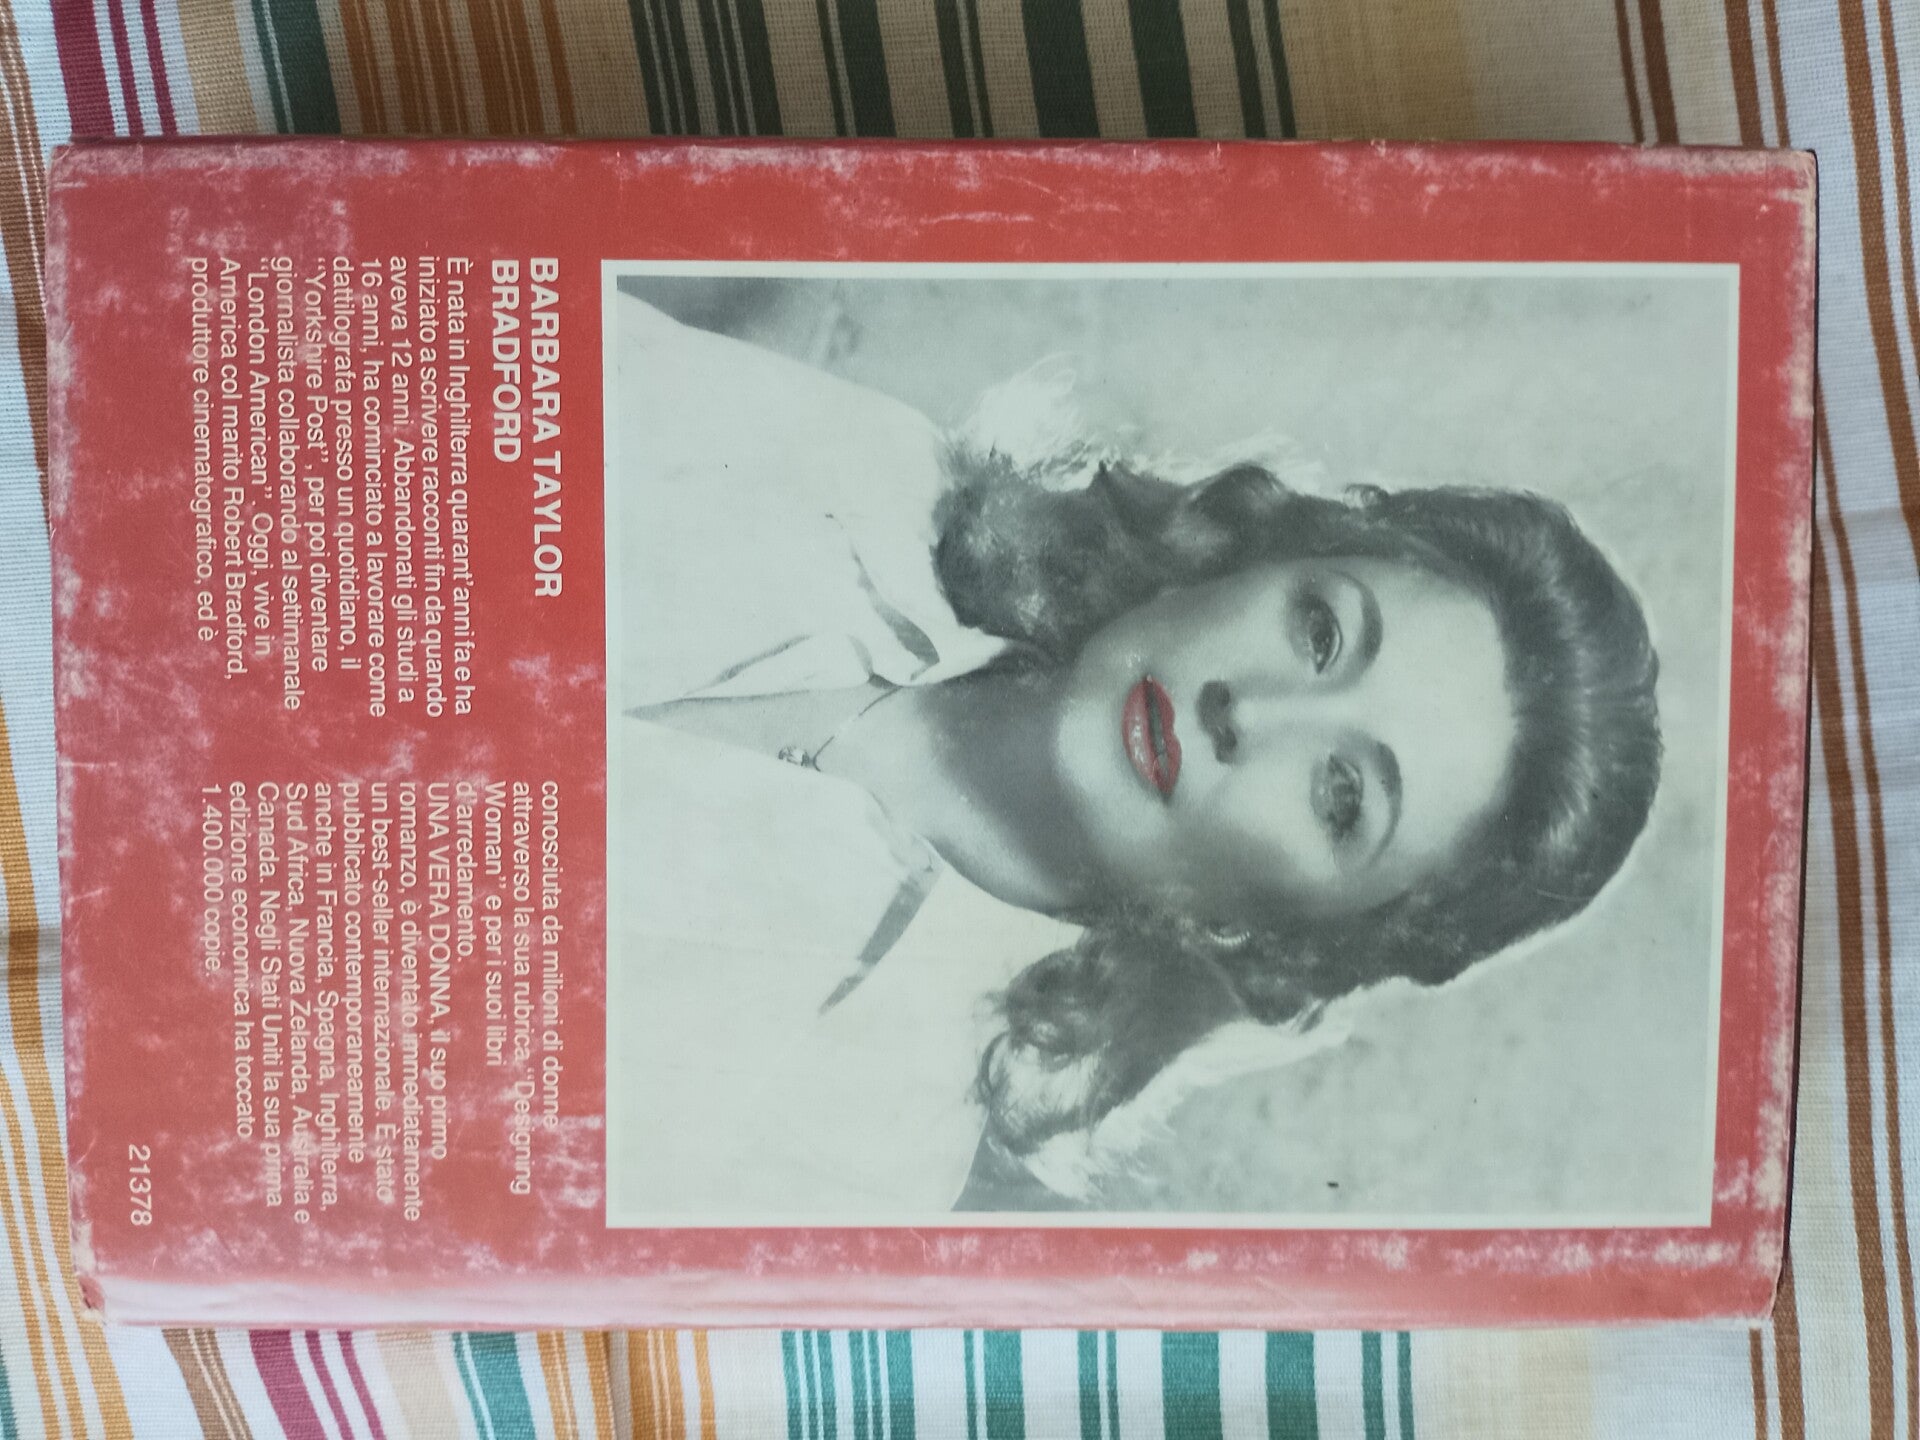 BARBARA TAYLOR
BRADFORD
È nata in Inghilterra quarant'anni fa e ha
iniziato a scrivere racconti fin da quando
aveva 12 anni. Abbandonati gli studi a
16 anni, ha cominciato a lavorare come
dattilografa presso un quotidiano, il
“Yorkshire Post”, per poi diventare
giornalista collaborando al settimanale
“London American”. Oggi, vive in
America col marito Robert Bradford,
produttore cinematografico, ed è
conosciuta da milioni di donne
attraverso la sua rubrica “Designing
Woman” e per i suoi libri
d'arredamento.
UNA VERA DONNA, il suo primo
romanzo, è diventato immediatamente
un best-seller internazionale. È stato
pubblicato contemporaneamente
anche in Francia, Spagna, Inghilterra,
Sud Africa, Nuova Zelanda, Australia e
Canada. Negli Stati Uniti la sua prima
edizione economica ha toccato
1.400.000 copie.
21378